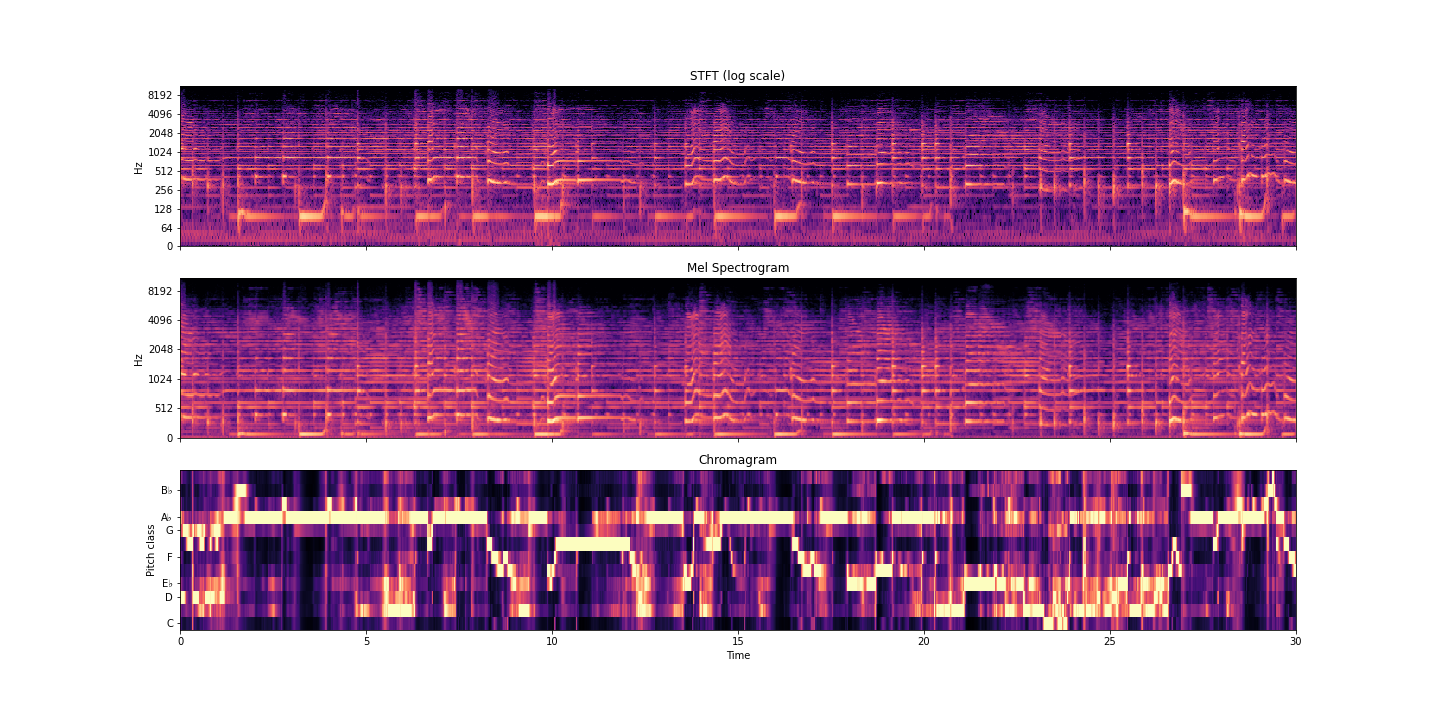 STFT (log scale)
8192
4096
2048
1024
512
256
128
64
0
Hz
Mel Spectrogram
8192
4096
2048
1024
512
0
Hz
Chromagram
B♭
A♭
G
F
E♭
D
C
Pitch class
0 5 10 15 20 25 30
Time